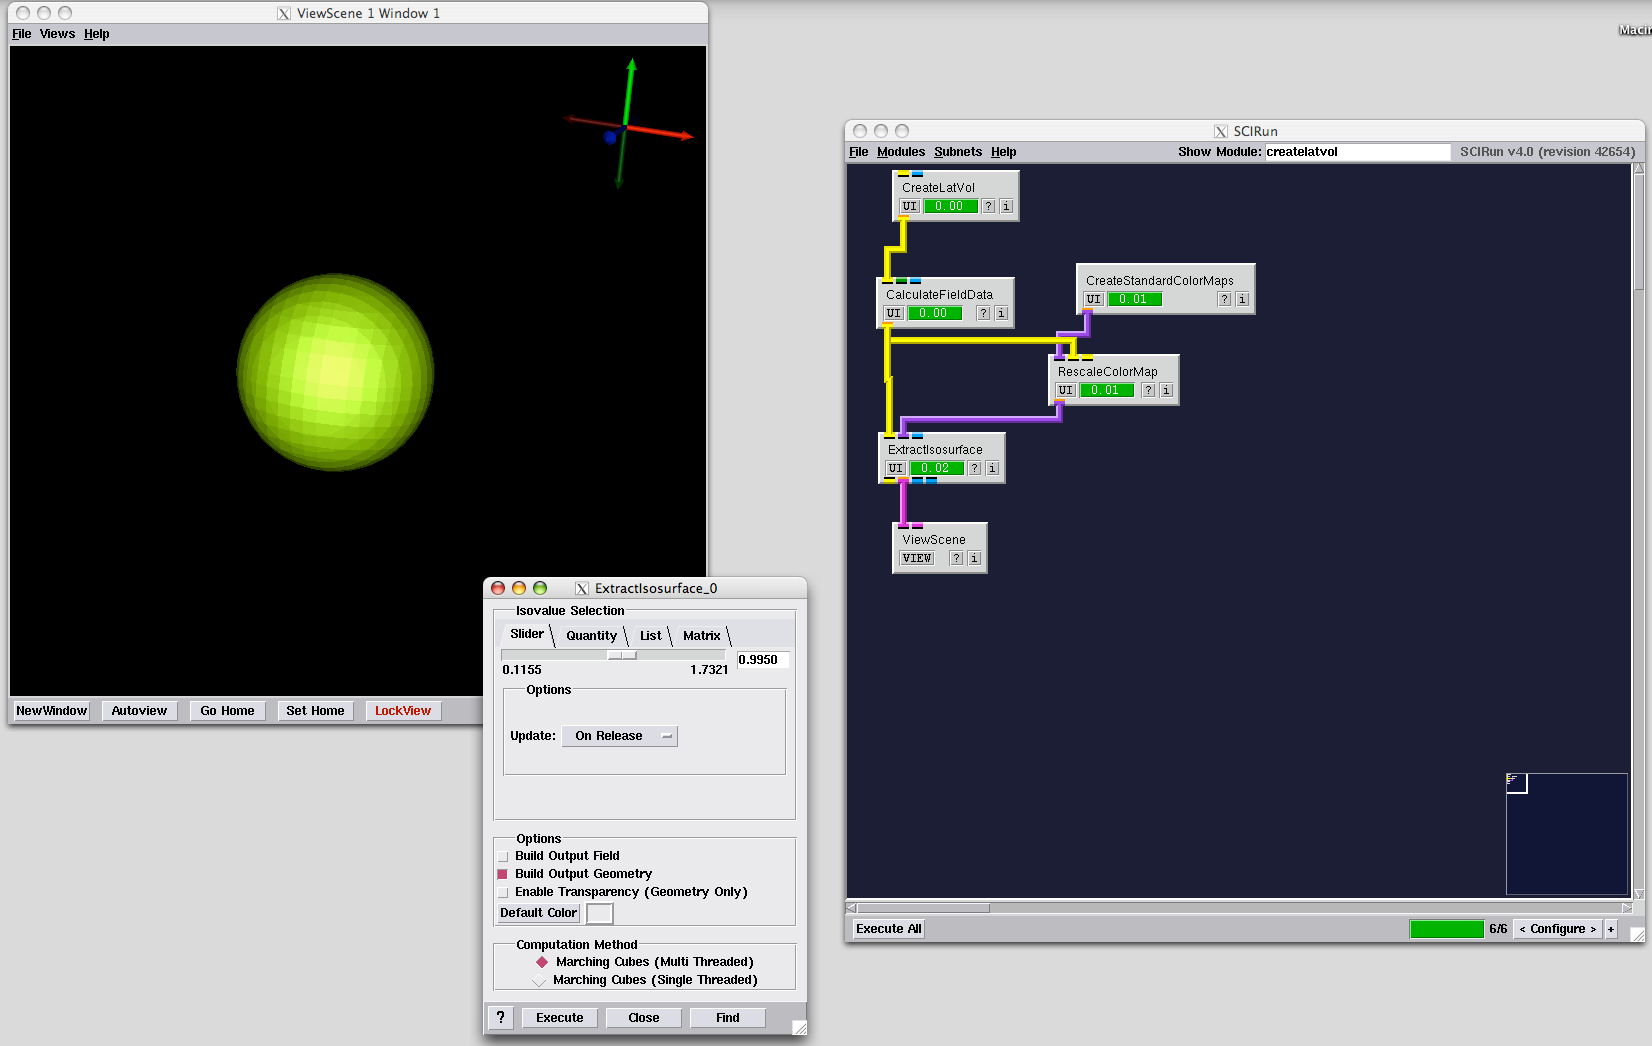 ViewScene 1 Window 1
File Views Help
NewWindow Autoview Go Home Set Home LockView
ExtractIsosurface_0
Isovalue Selection
Slider Quantity List Matrix
0.1155 1.7321 0.9950
Options
Update: On Release
Options
Build Output Field
Build Output Geometry
Enable Transparency (Geometry Only)
Default Color
Computation Method
Marching Cubes (Multi Threaded)
Marching Cubes (Single Threaded)
? Execute Close Find
SCIRun
File Modules Subnets Help Show Module: createlatvol SCIRun v4.0 (revision 42654)
CreateLatVol
UI 0.00 ? i
CalculateFieldData
UI 0.00 ? i
CreateStandardColorMaps
UI 0.01 ? i
RescaleColorMap
UI 0.01 ? i
ExtractIsosurface
UI 0.02 ? i
ViewScene
VIEW ? i
Execute All 6/6 < Configure > +